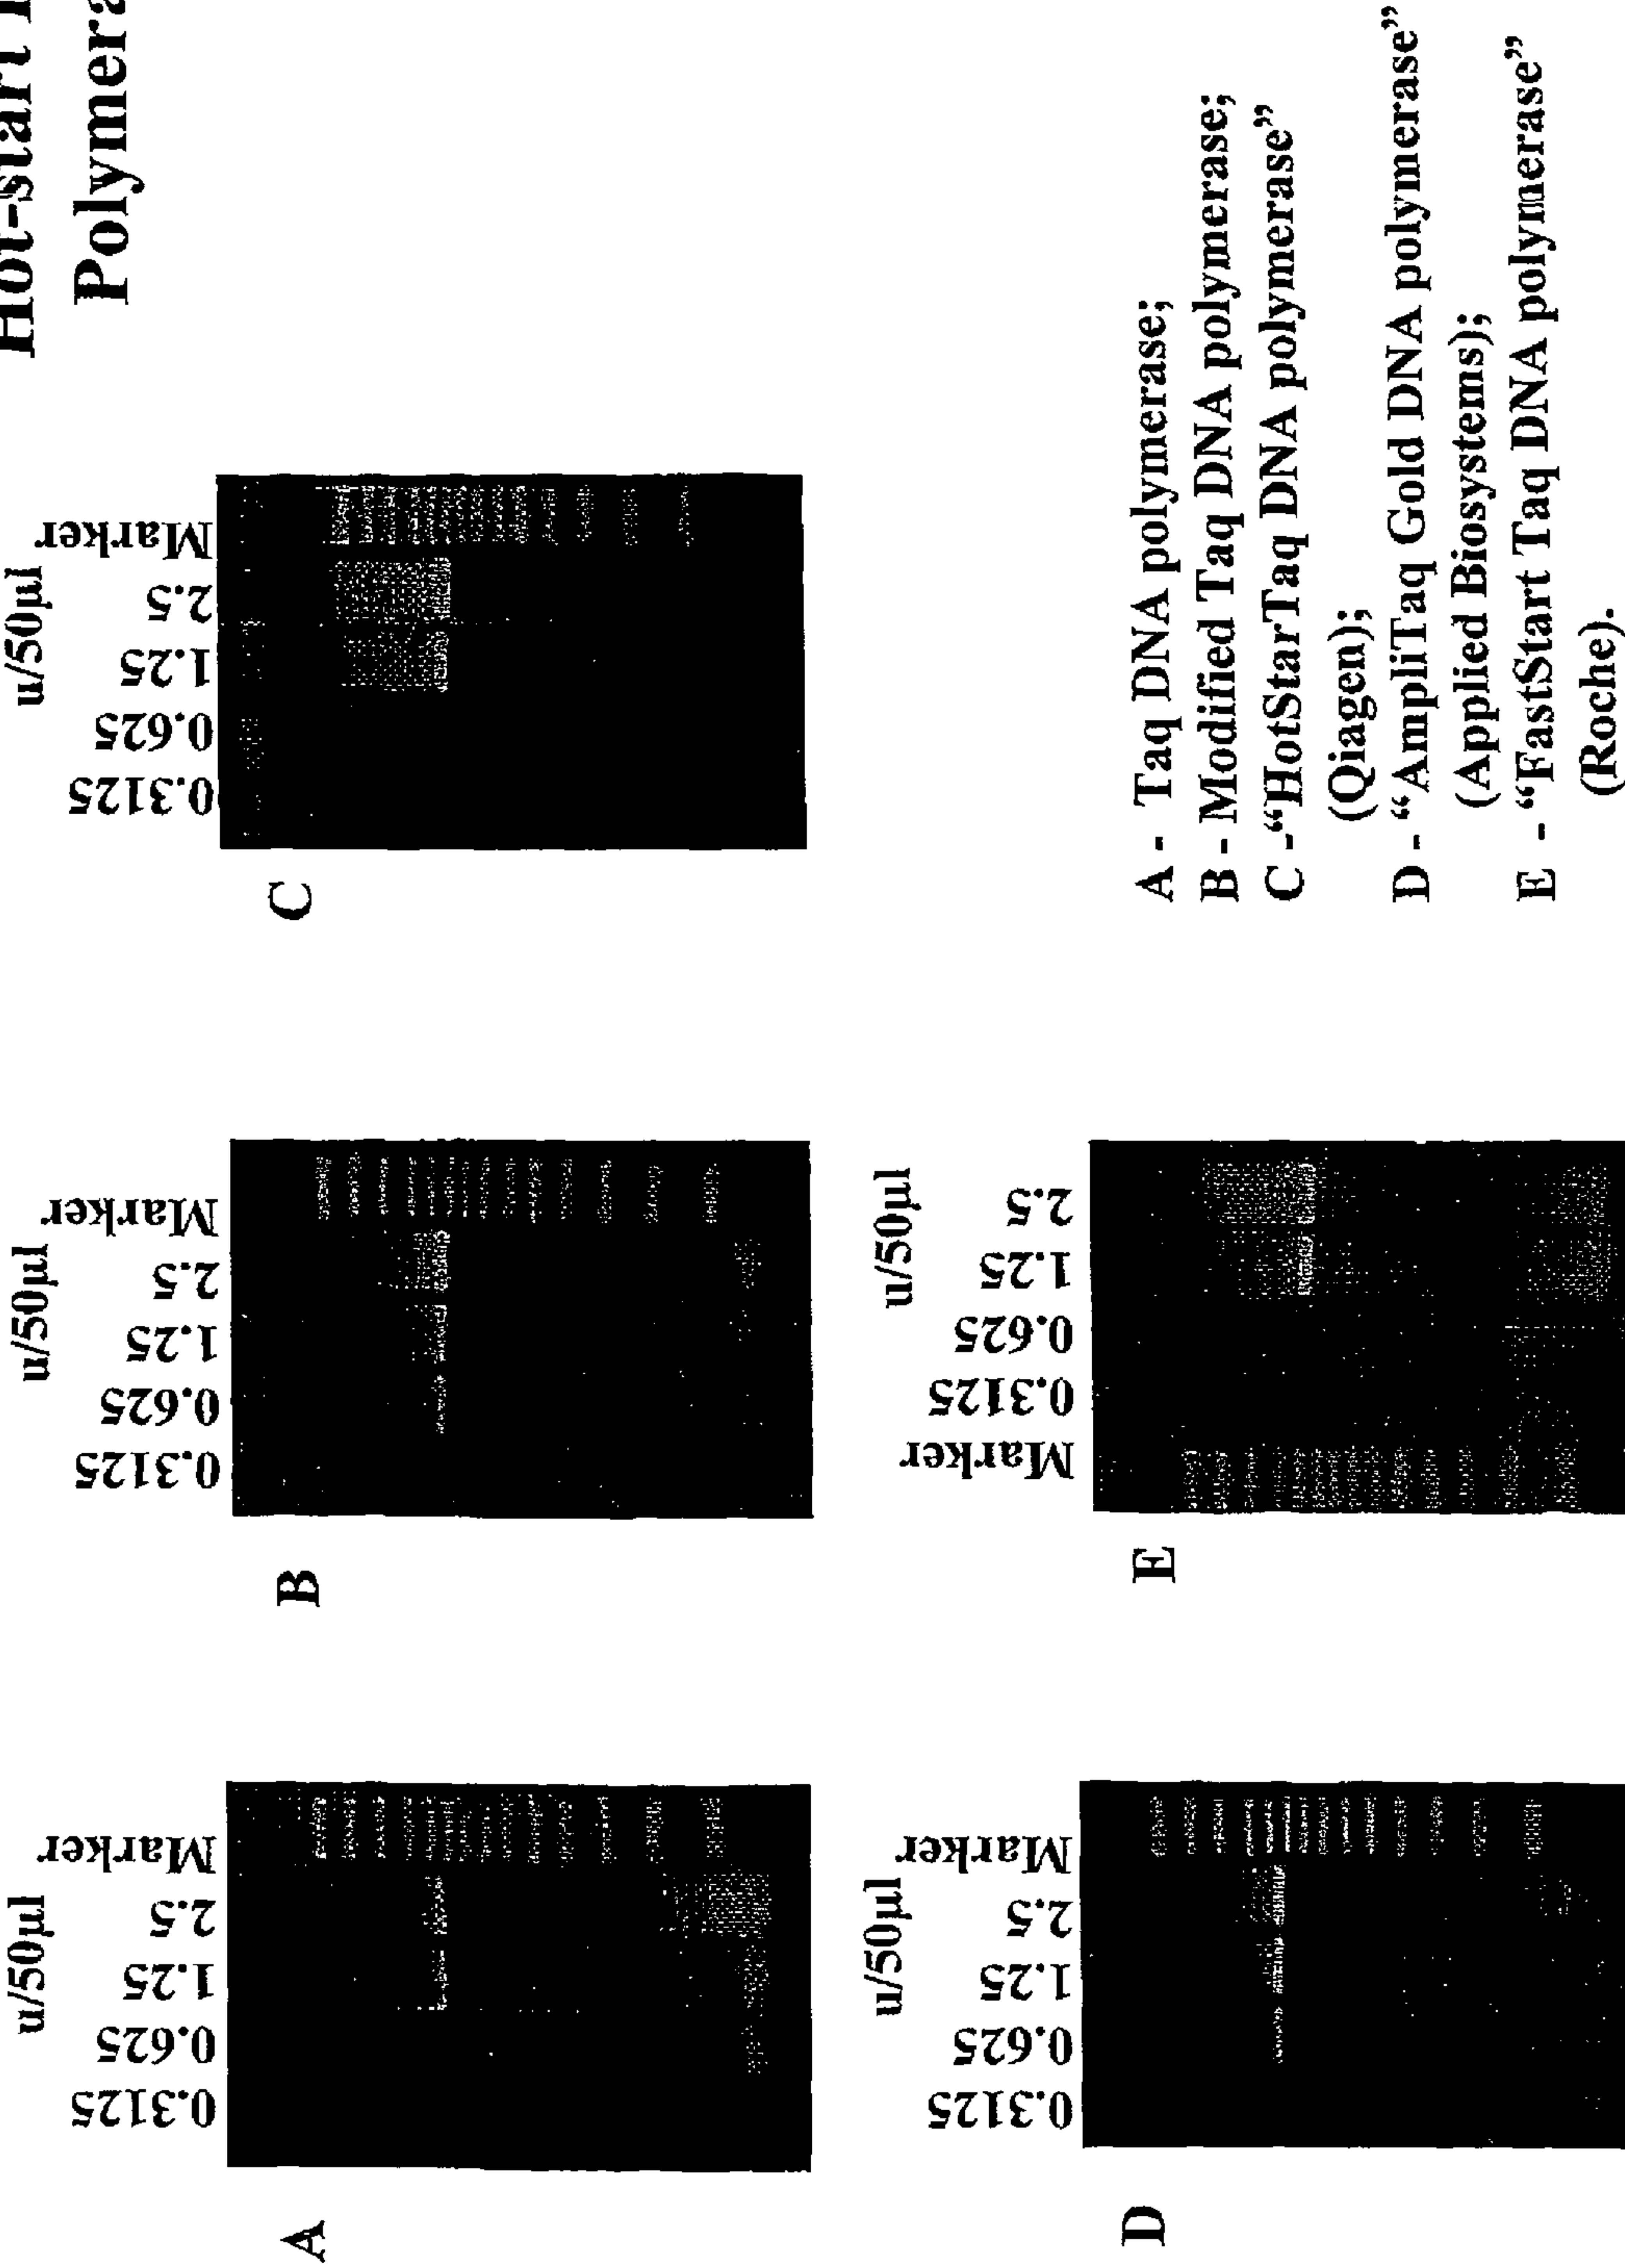 Hot-start
Polymera
A
u/50µl
0.3125 0.625 1.25 2.5 Marker
B
u/50µl
0.3125 0.625 1.25 2.5 Marker
C
u/50µl
0.3125 0.625 1.25 2.5 Marker
D
u/50µl
0.3125 0.625 1.25 2.5 Marker
E
u/50µl
Marker 0.3125 0.625 1.25 2.5
A - Taq DNA polymerase;
B - Modified Taq DNA polymerase;
C -“HotStarTaq DNA polymerase”
(Qiagen);
D - “AmpliTaq Gold DNA polymerase”
(Applied Biosystems);
E - “FastStart Taq DNA polymerase”
(Roche).